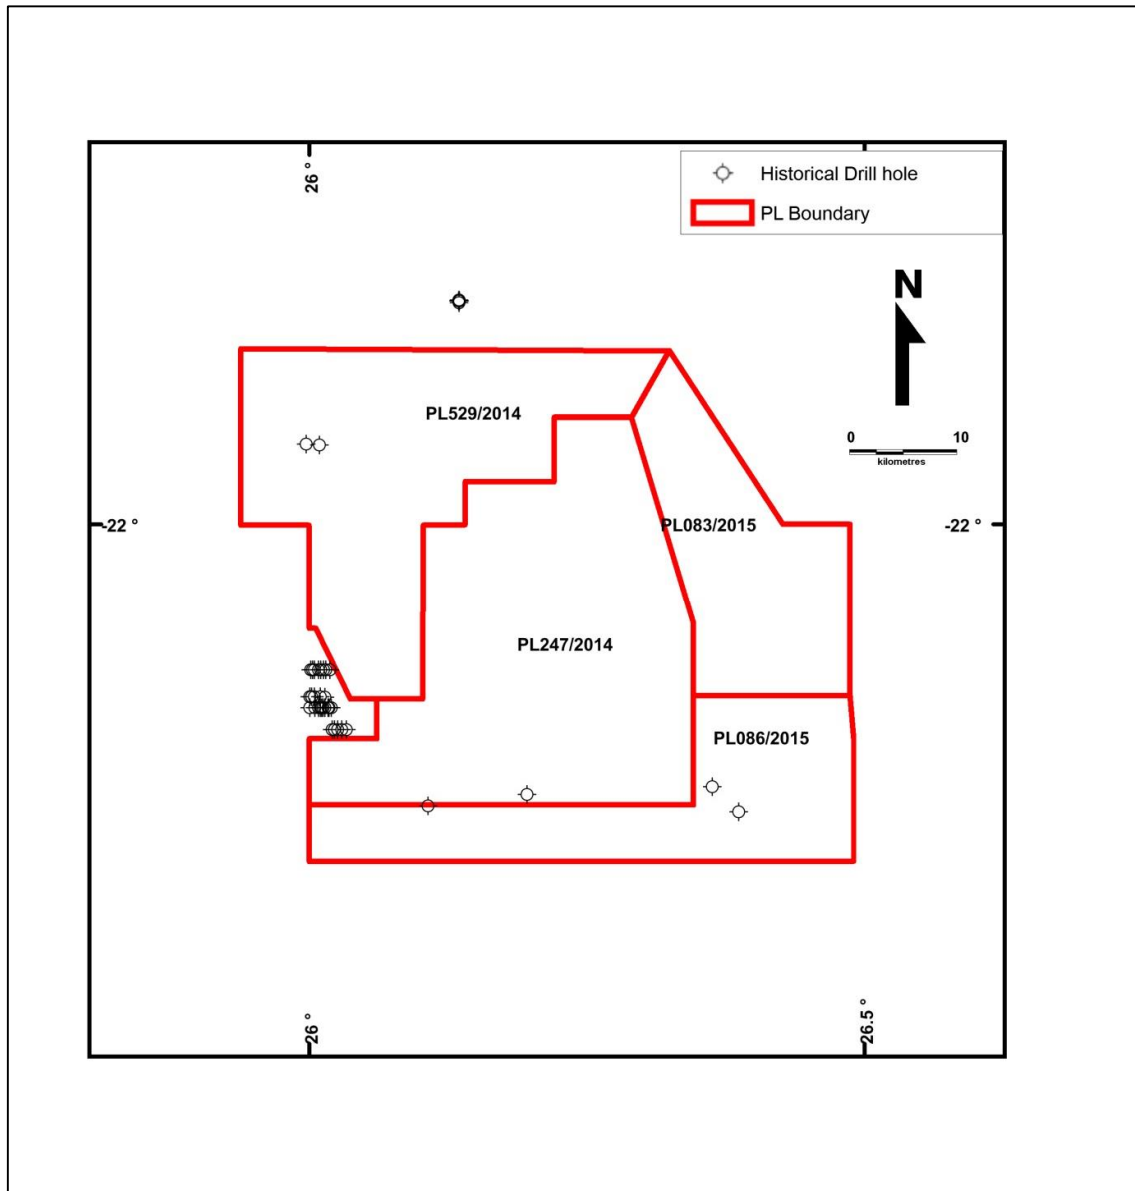 26 °
Historical Drill hole
PL Boundary
N
PL529/2014
0 10
kilometres
-22 ° -22 °
PL083/2015
PL247/2014
PL086/2015
26 ° 26.5 °